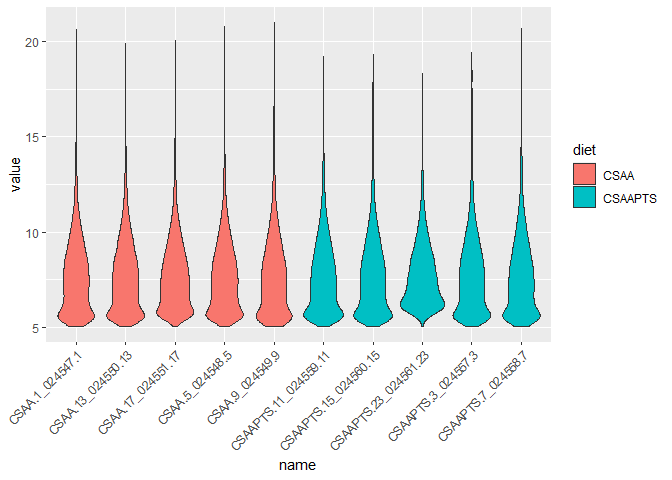 20
15
10
5
value
CSAA.1_024547.1
CSAA.13_024550.13
CSAA.17_024551.17
CSAA.5_024548.5
CSAA.9_024549.9
CSAAPTS.11_024559.11
CSAAPTS.15_024560.15
CSAAPTS.23_024561.23
CSAAPTS.3_024557.3
CSAAPTS.7_024558.7
name
diet
CSAA
CSAAPTS